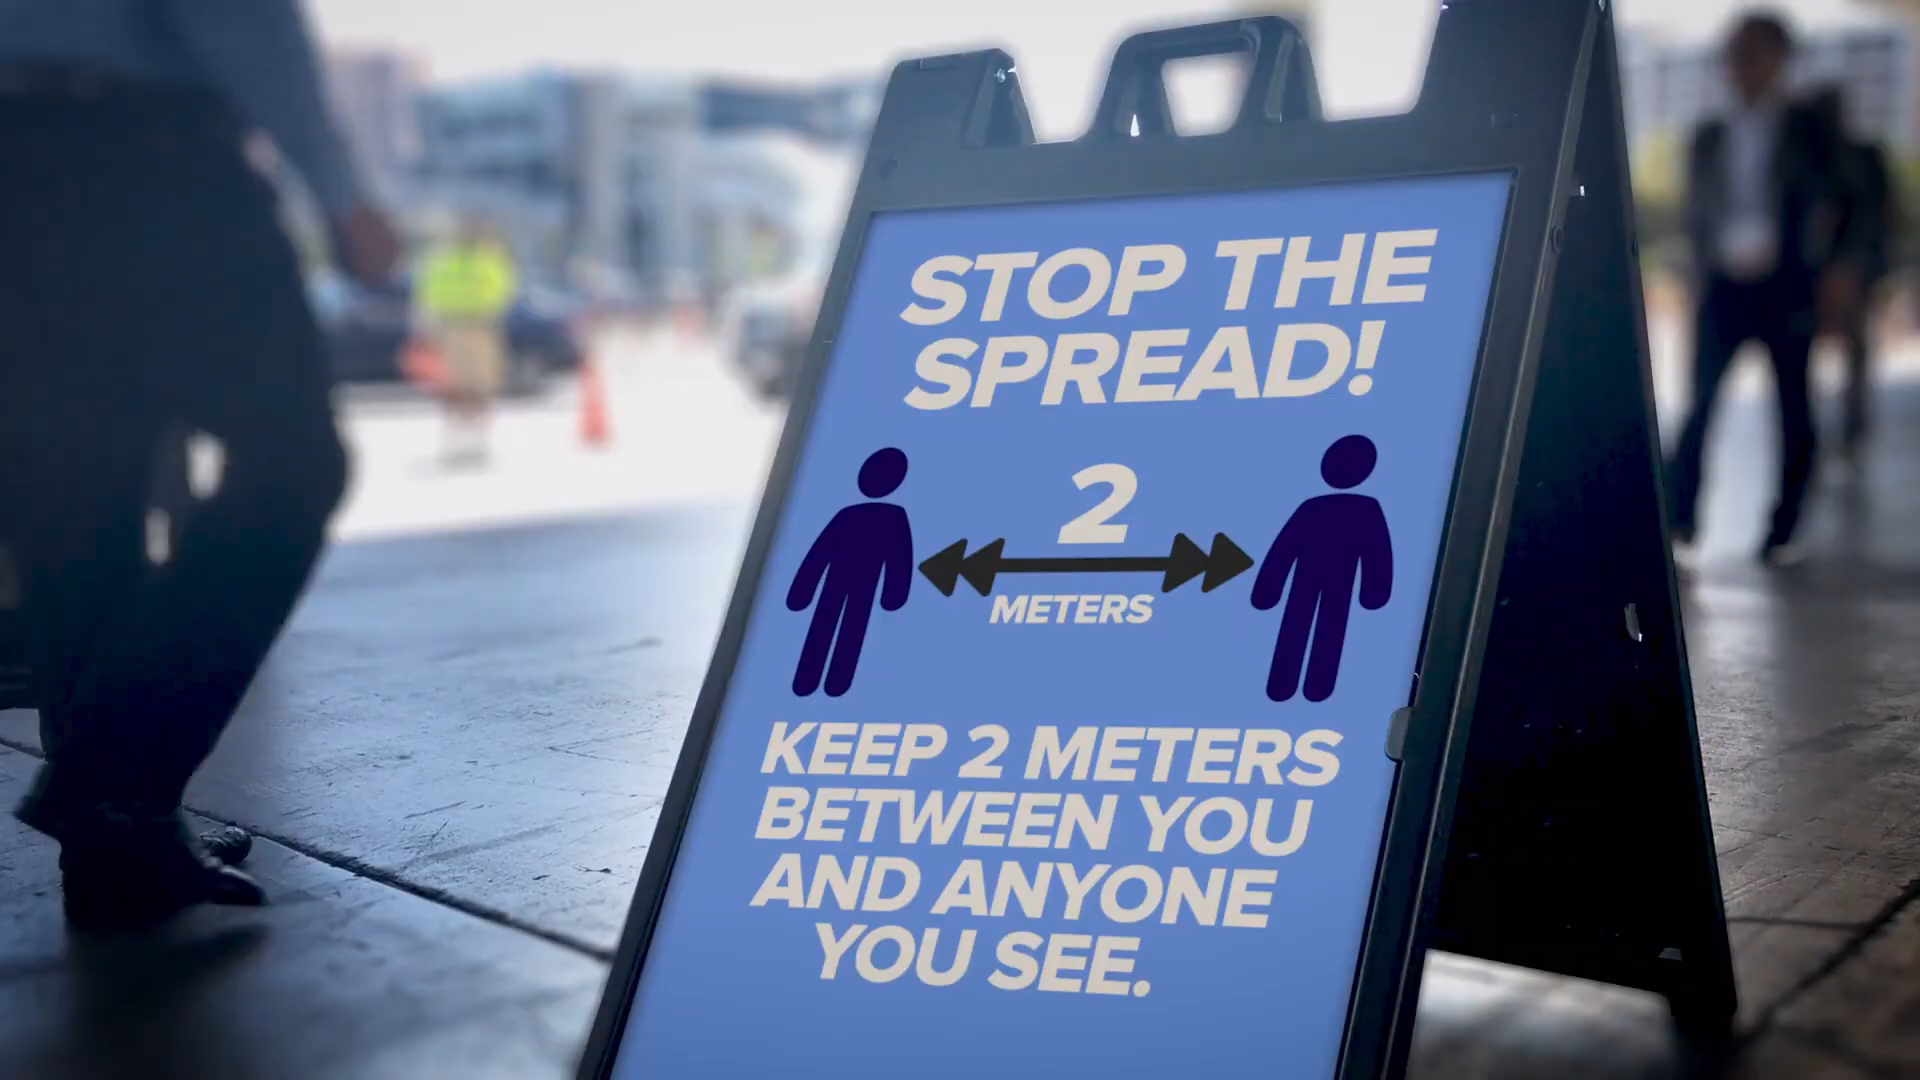 STOP THE
SPREAD!
2
METERS
KEEP 2 METERS
BETWEEN YOU
AND ANYONE
YOU SEE.